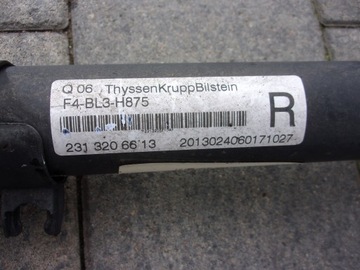 Q 06 ThyssenKruppBilstein
F4-BL3-H875
R
231 320 66 13 2013024060171027